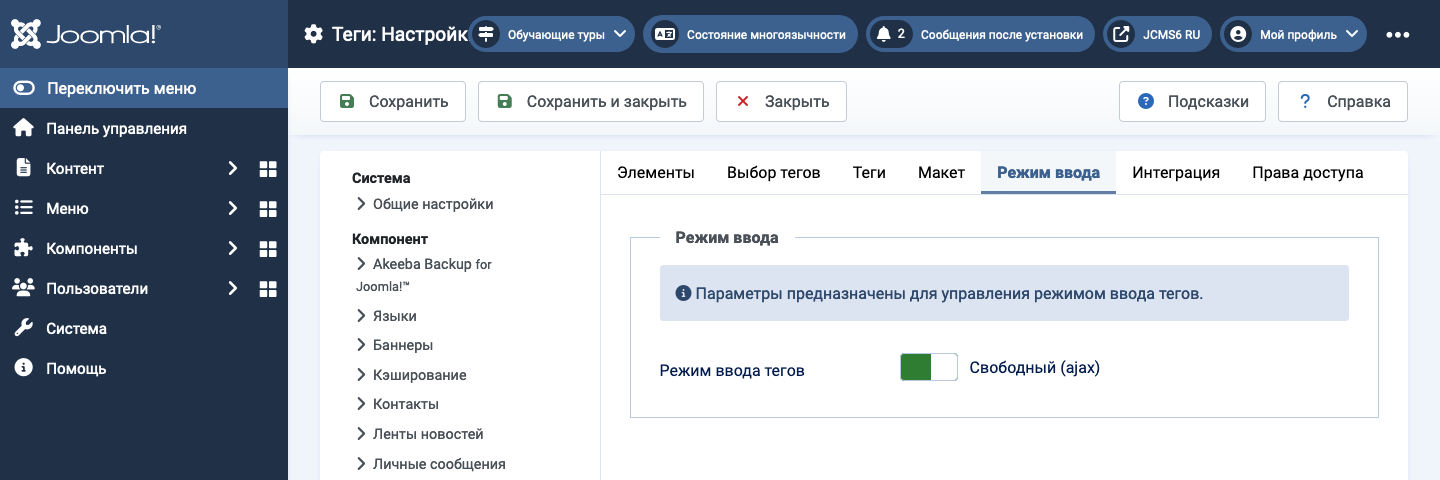 Joomla!
Теги: Настройк
Обучающие туры
Состояние многоязычности
2 Сообщения после установки
JCMS6 RU
Мой профиль
Переключить меню
Панель управления
Контент
Меню
Компоненты
Пользователи
Система
Помощь
Сохранить
Сохранить и закрыть
Закрыть
Подсказки
Справка
Система
Общие настройки
Компонент
Akeeba Backup for
Joomla!™
Языки
Баннеры
Кэширование
Контакты
Ленты новостей
Личные сообщения
Элементы
Выбор тегов
Теги
Макет
Режим ввода
Интеграция
Права доступа
Режим ввода
Параметры предназначены для управления режимом ввода тегов.
Режим ввода тегов
Свободный (ajax)